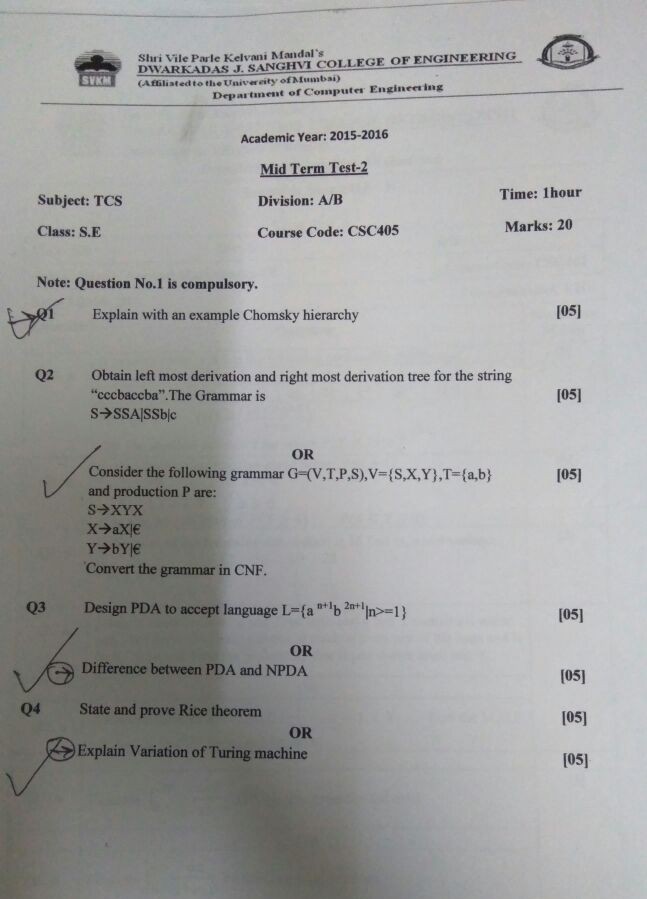 Shri Vile Parle Kelvani Mandal's
DWARKADAS J. SANGHVI COLLEGE OF ENGINEERING
(Affiliated to the University of Mumbai)
Department of Computer Engineering
SVKM
Academic Year: 2015-2016
Mid Term Test-2
Subject: TCS Division: A/B Time: 1hour
Class: S.E Course Code: CSC405 Marks: 20
Note: Question No.1 is compulsory.
Q1 Explain with an example Chomsky hierarchy [05]
Q2 Obtain left most derivation and right most derivation tree for the string
“cccbaccba”.The Grammar is [05]
S→SSA|SSb|c
OR
Consider the following grammar G=(V,T,P,S),V={S,X,Y},T={a,b} [05]
and production P are:
S→XYX
X→aX|€
Y→bY|€
Convert the grammar in CNF.
Q3 Design PDA to accept language L={a n+1b 2n+1|n>=1} [05]
OR
Difference between PDA and NPDA [05]
Q4 State and prove Rice theorem [05]
OR
Explain Variation of Turing machine [05]